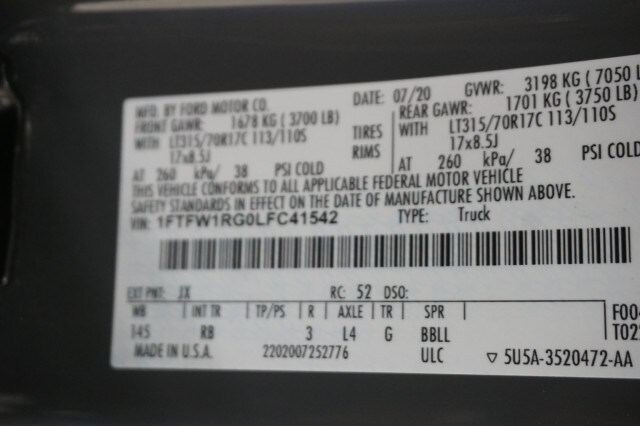 MFD. BY FORD MOTOR CO. DATE: 07/20 GVWR: 3198 KG ( 7050 L
FRONT GAWR: 1678 KG ( 3700 LB) REAR GAWR: 1701 KG ( 3750 LB)
WITH LT315/70R17C 113/110S TIRES WITH LT315/70R17C 113/110S
17x8.5J RIMS 17x8.5J
AT 260 kPa/ 38 PSI COLD AT 260 kPa/ 38 PSI COL
THIS VEHICLE CONFORMS TO ALL APPLICABLE FEDERAL MOTOR VEHICLE
SAFETY STANDARDS IN EFFECT ON THE DATE OF MANUFACTURE SHOWN ABOVE.
VIN: 1FTFW1RG0LFC41542 TYPE: Truck
EXT PNT: JX RC: 52 DSO:
WB INT TR TP/PS R AXLE TR SPR F004
145 RB 3 L4 G BBLL T022
MADE IN U.S.A. 2202007252776 ULC ▽ 5U5A-3520472-AA